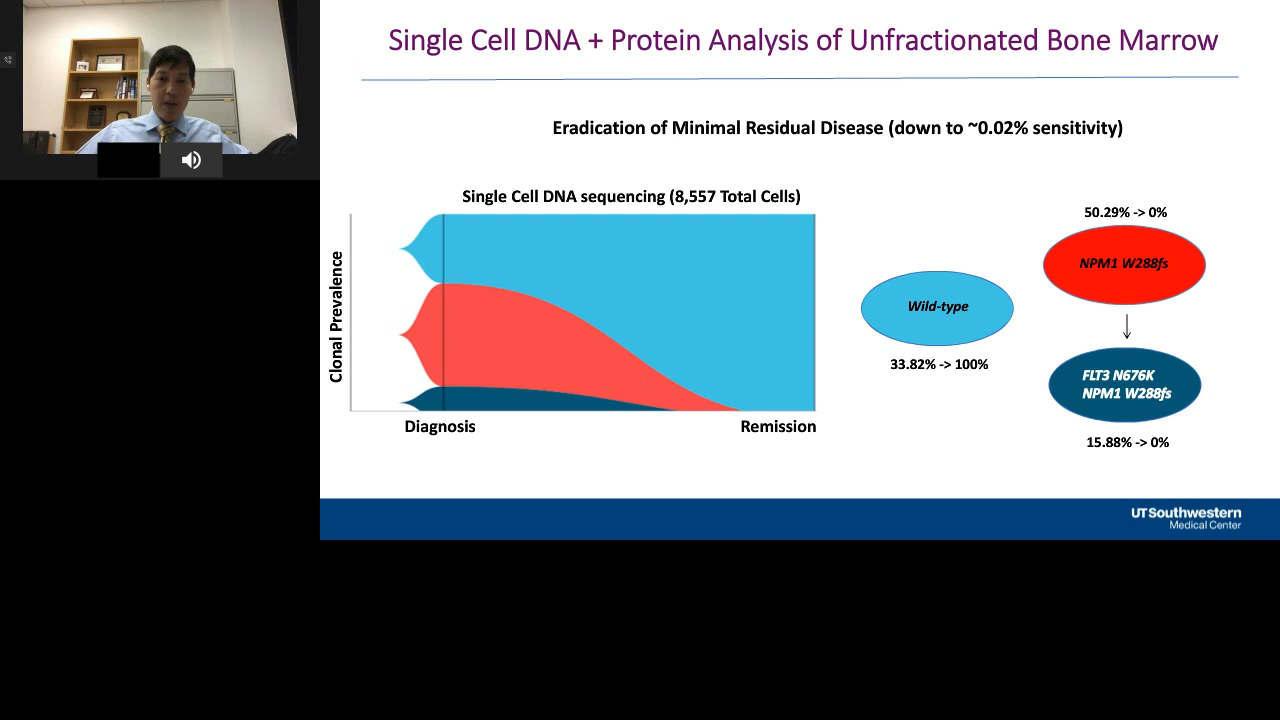 Single Cell DNA + Protein Analysis of Unfractionated Bone Marrow
Eradication of Minimal Residual Disease (down to ~0.02% sensitivity)
Single Cell DNA sequencing (8,557 Total Cells)
Clonal Prevalence
Diagnosis
Remission
Wild-type
33.82% -> 100%
50.29% -> 0%
NPM1 W288fs
FLT3 N676K
NPM1 W288fs
15.88% -> 0%
UTSouthwestern
Medical Center